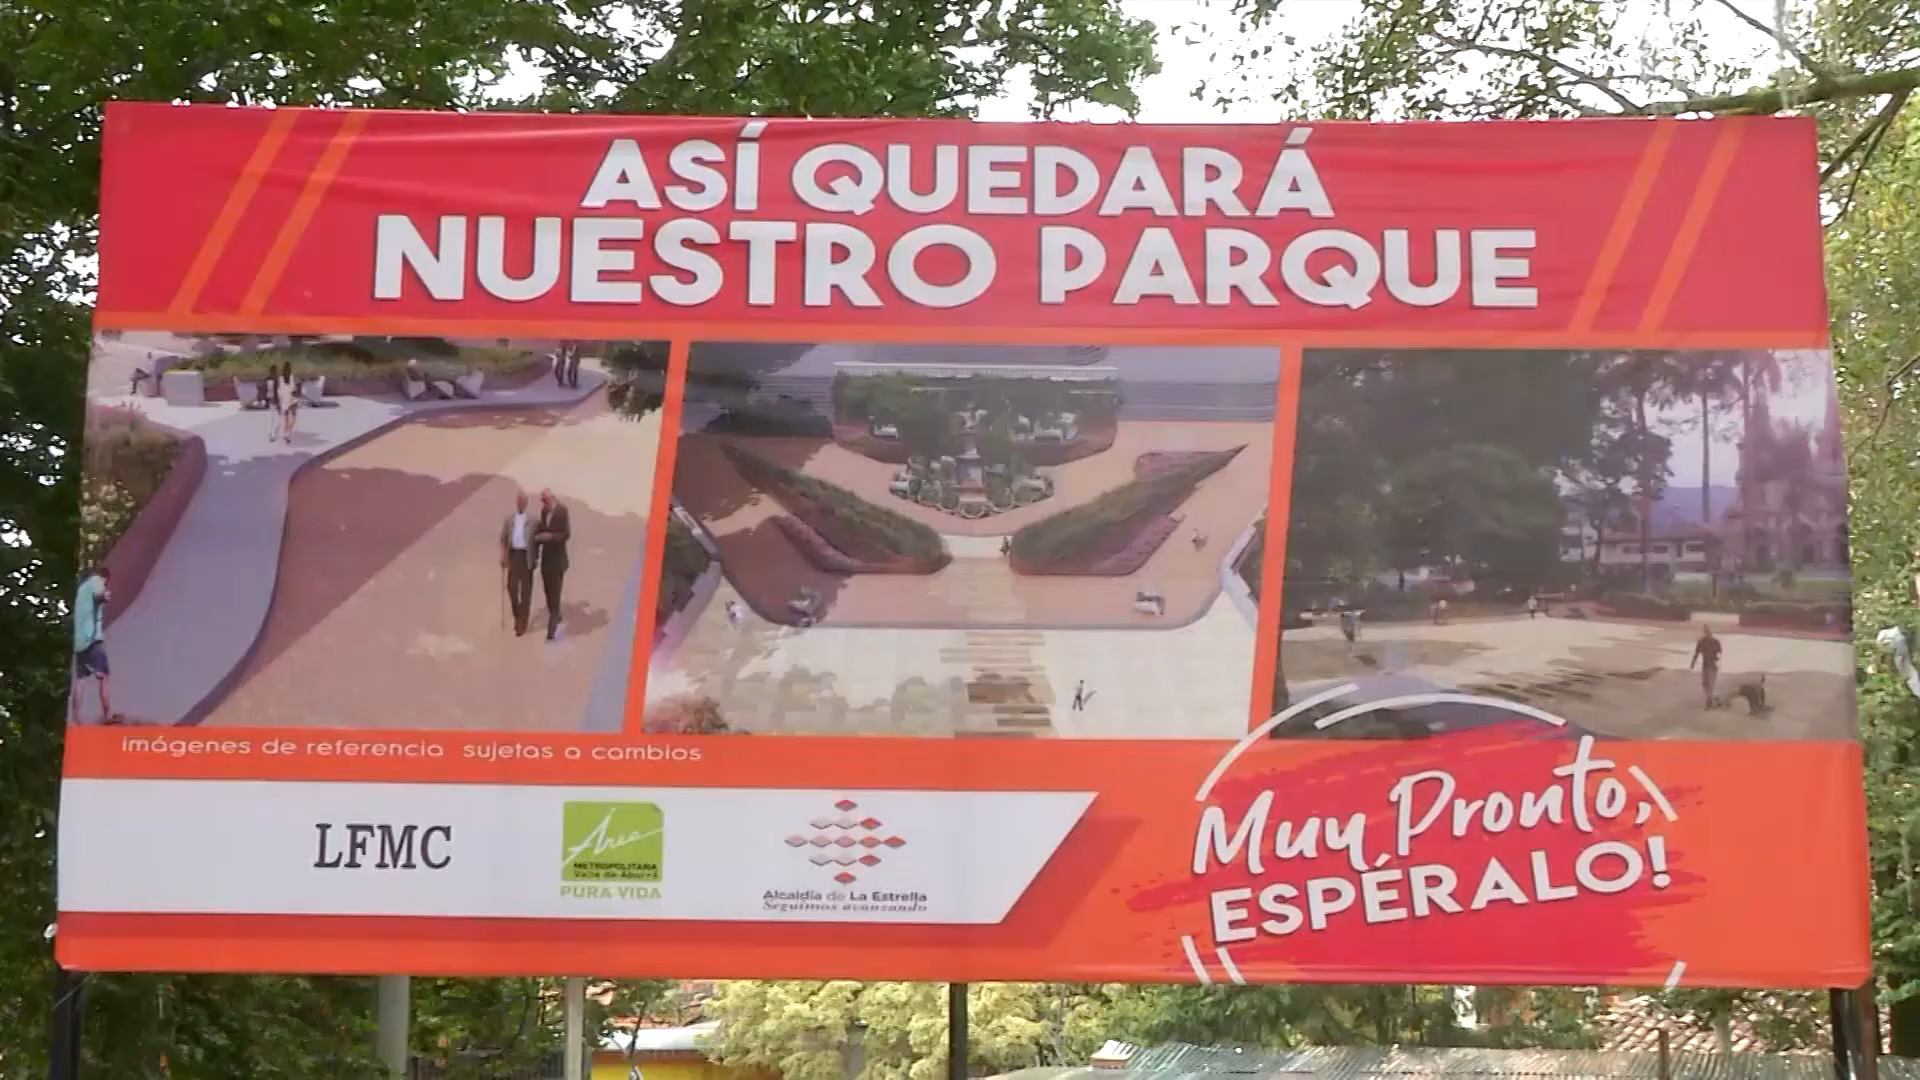 ASÍ QUEDARÁ
NUESTRO PARQUE
imágenes de referencia sujetas a cambios
LFMC
Área
METROPOLITANA
Valle de Aburrá
PURA VIDA
Alcaldía de La Estrella
Seguimos avanzando
Muy Pronto,
ESPÉRALO!